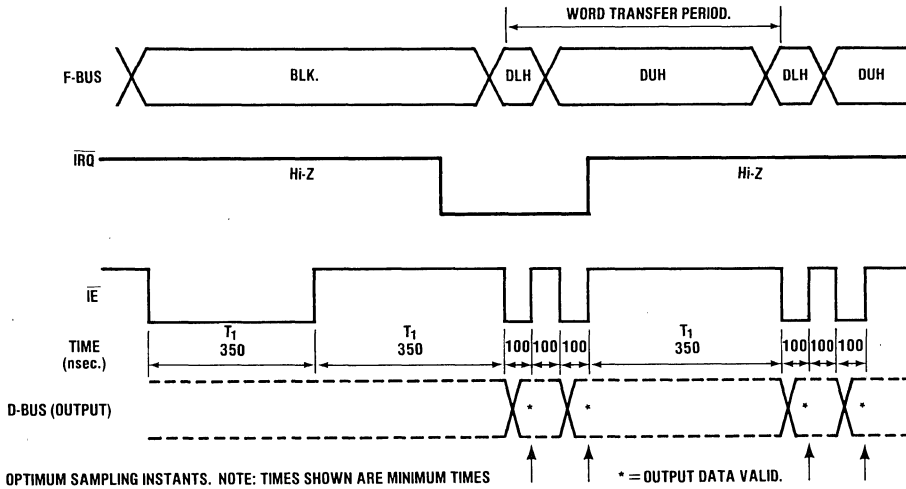 WORD TRANSFER PERIOD.
F-BUS BLK. DLH DUH DLH DUH
IRQ Hi-Z Hi-Z
IE
T1 T1 T1
TIME (nsec.) 350 350 100 100 100 350 100 100 100
D-BUS (OUTPUT) * * * *
OPTIMUM SAMPLING INSTANTS. NOTE: TIMES SHOWN ARE MINIMUM TIMES * = OUTPUT DATA VALID.